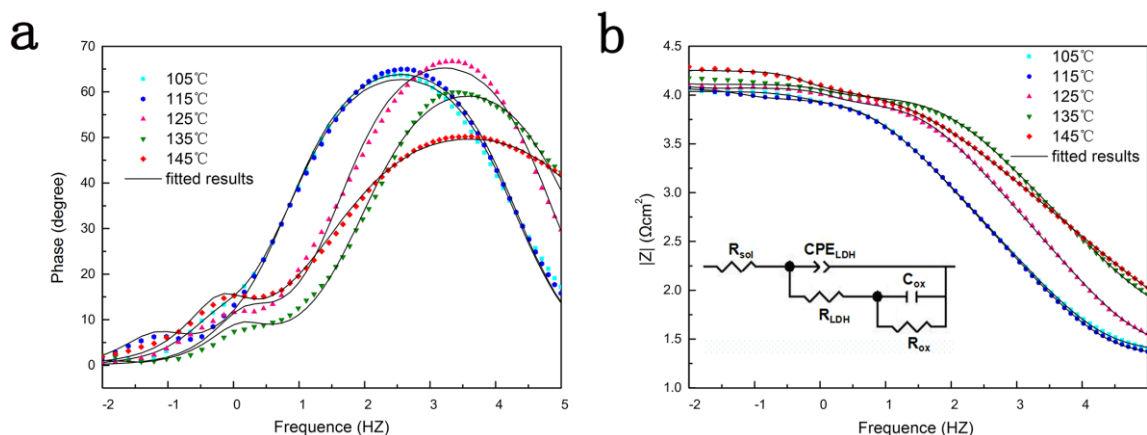 a
70
60
50
40
30
20
10
0
Phase (degree)
105℃
115℃
125℃
135℃
145℃
fitted results
-2 -1 0 1 2 3 4 5
Frequence (HZ)
b
4.5
4.0
3.5
3.0
2.5
2.0
1.5
1.0
|Z| (Ωcm²)
105℃
115℃
125℃
135℃
145℃
fitted results
Rsol
CPELDH
Cox
RLDH
Rox
-2 -1 0 1 2 3 4 5
Frequence (HZ)